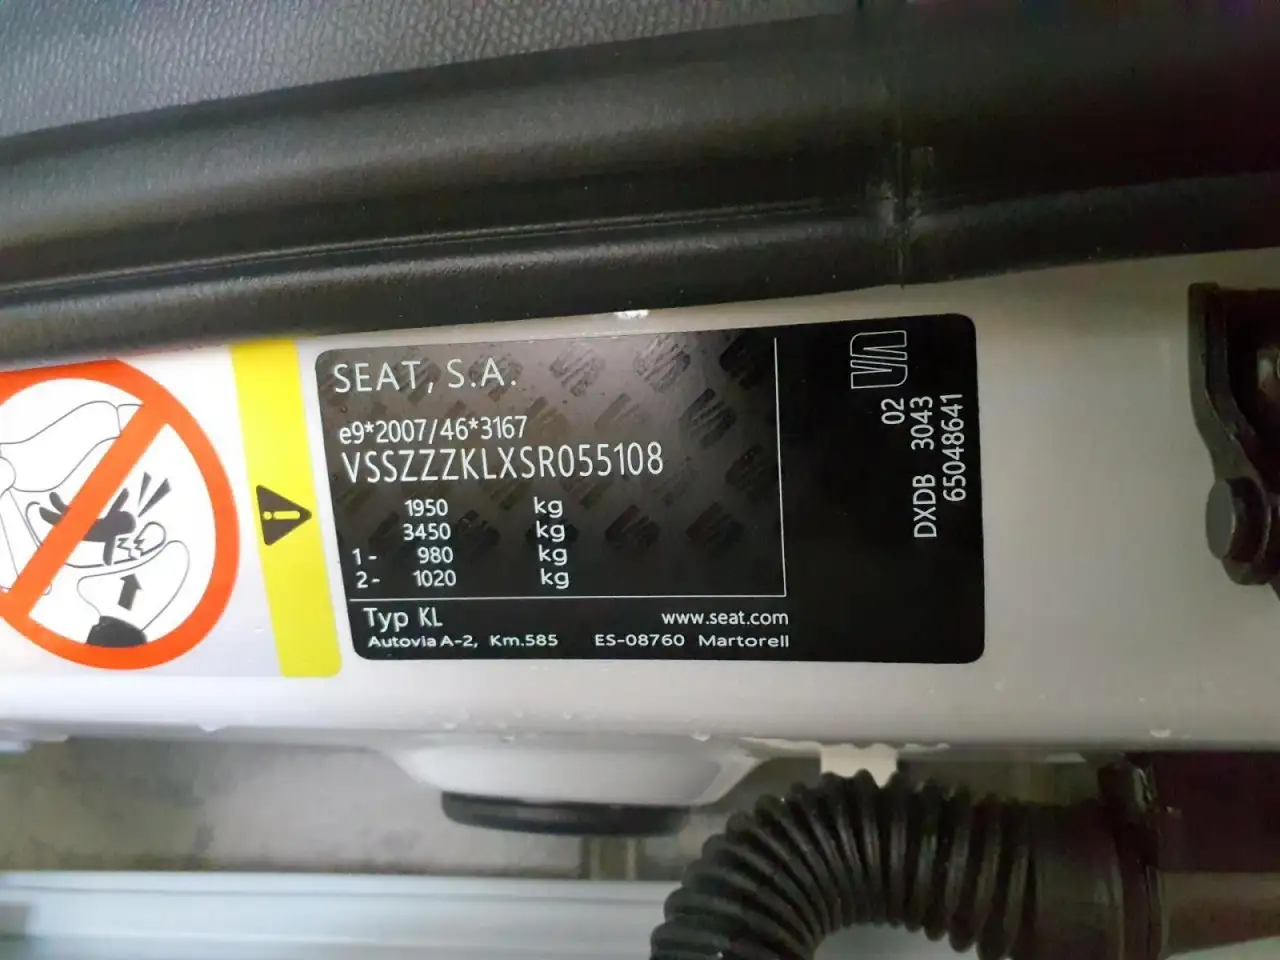 SEAT, S.A.
e9*2007/46*3167
VSSZZZKLXSR055108
1950 kg
3450 kg
1- 980 kg
2- 1020 kg
Typ KL www.seat.com
Autovia A-2, Km.585 ES-08760 Martorell
02
DXDB 3043
65048641